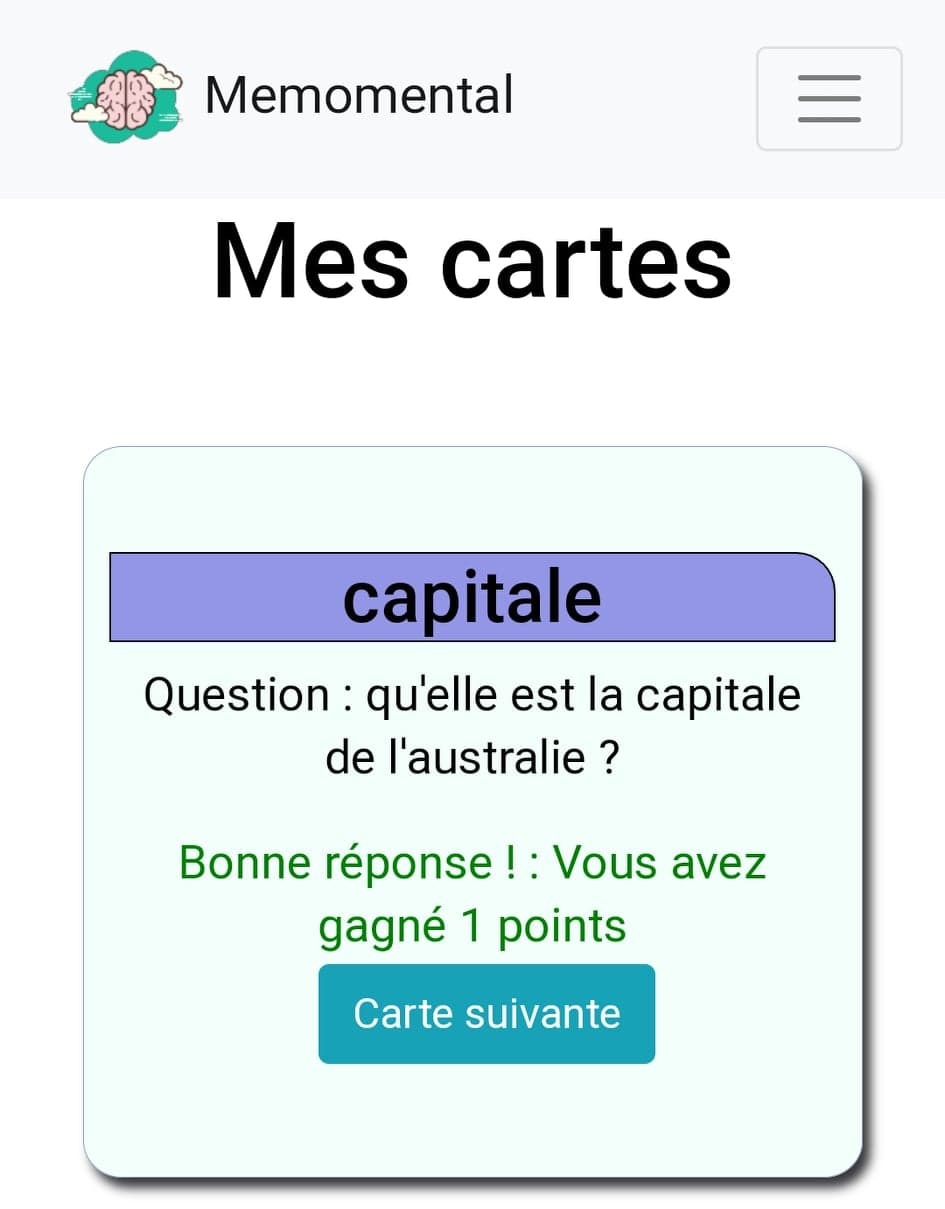 Memomental
Mes cartes
capitale
Question : qu'elle est la capitale
de l'australie ?
Bonne réponse ! : Vous avez
gagné 1 points
Carte suivante